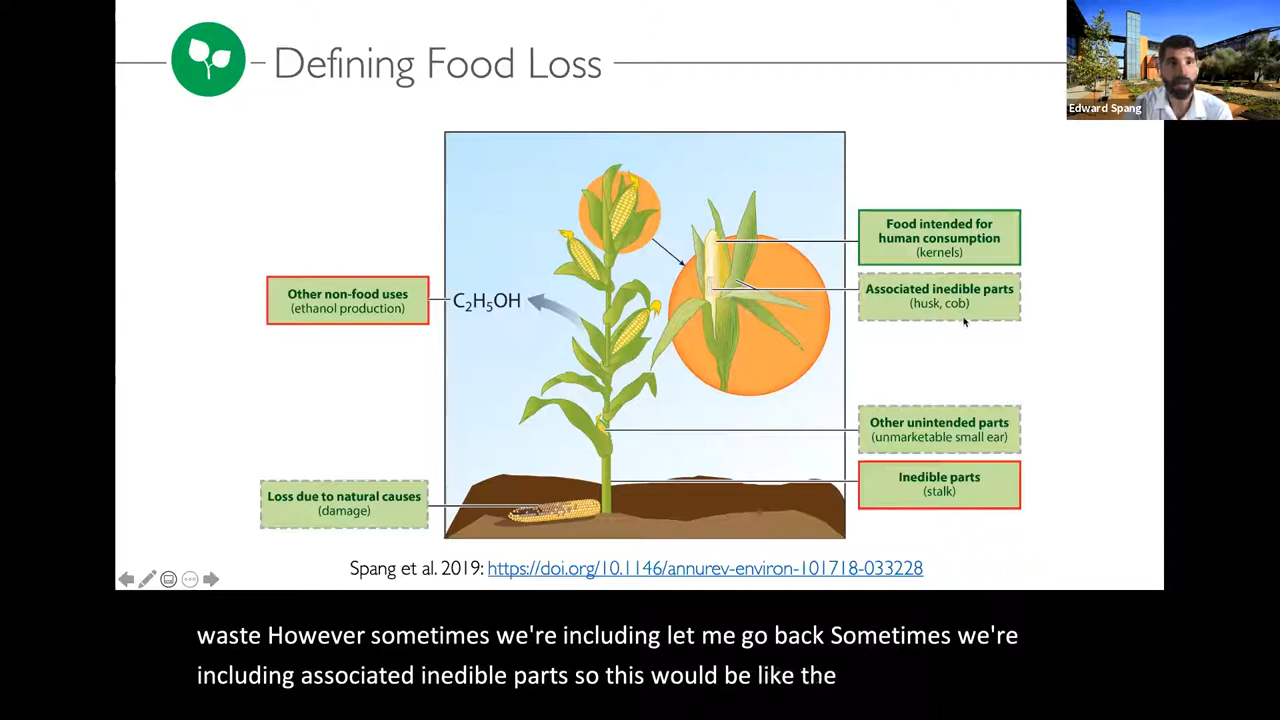 Defining Food Loss
Edward Spang
Food intended for
human consumption
(kernels)
Associated inedible parts
(husk, cob)
Other non-food uses
(ethanol production)
C₂H₅OH
Other unintended parts
(unmarketable small ear)
Inedible parts
(stalk)
Loss due to natural causes
(damage)
Spang et al. 2019: https://doi.org/10.1146/annurev-environ-101718-033228
waste However sometimes we're including let me go back Sometimes we're
including associated inedible parts so this would be like the